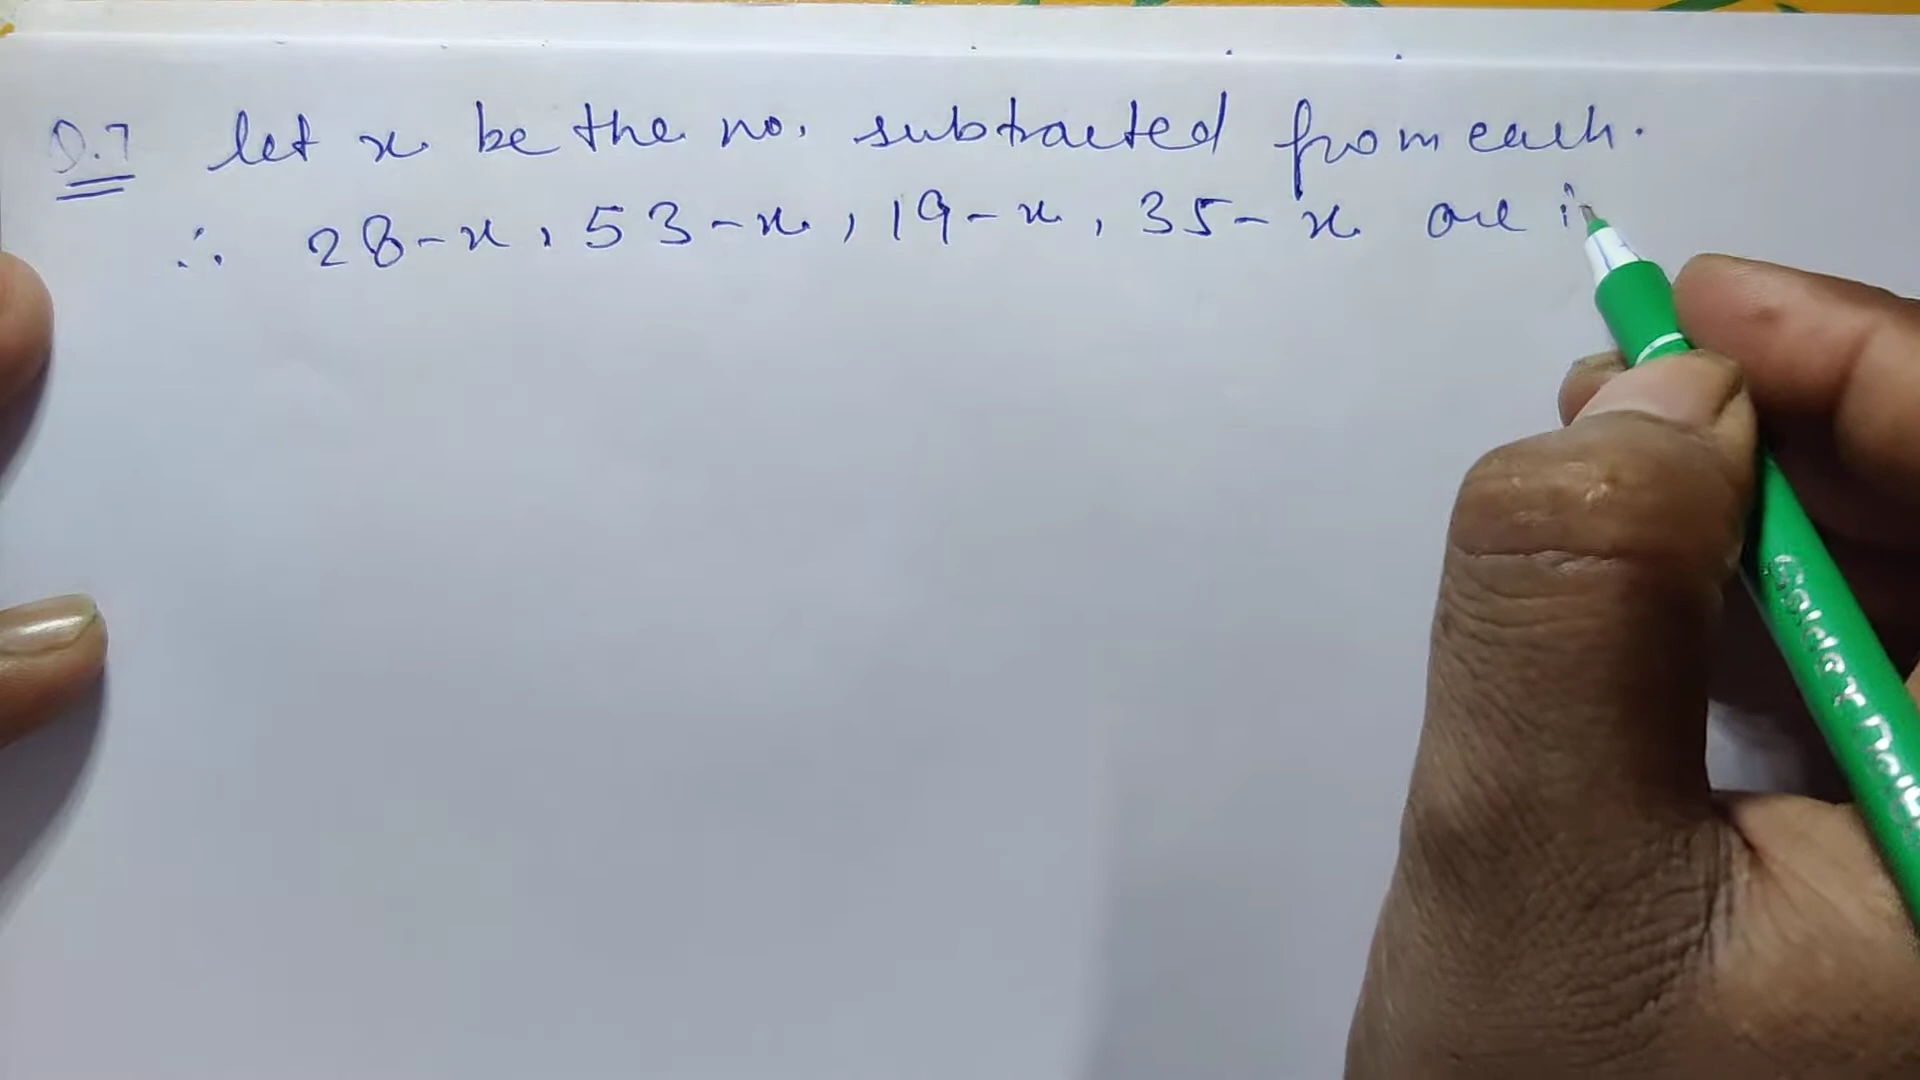 Q.7 let x be the no. subtracted from each.
∴ 28-x, 53-x, 19-x, 35-x are i